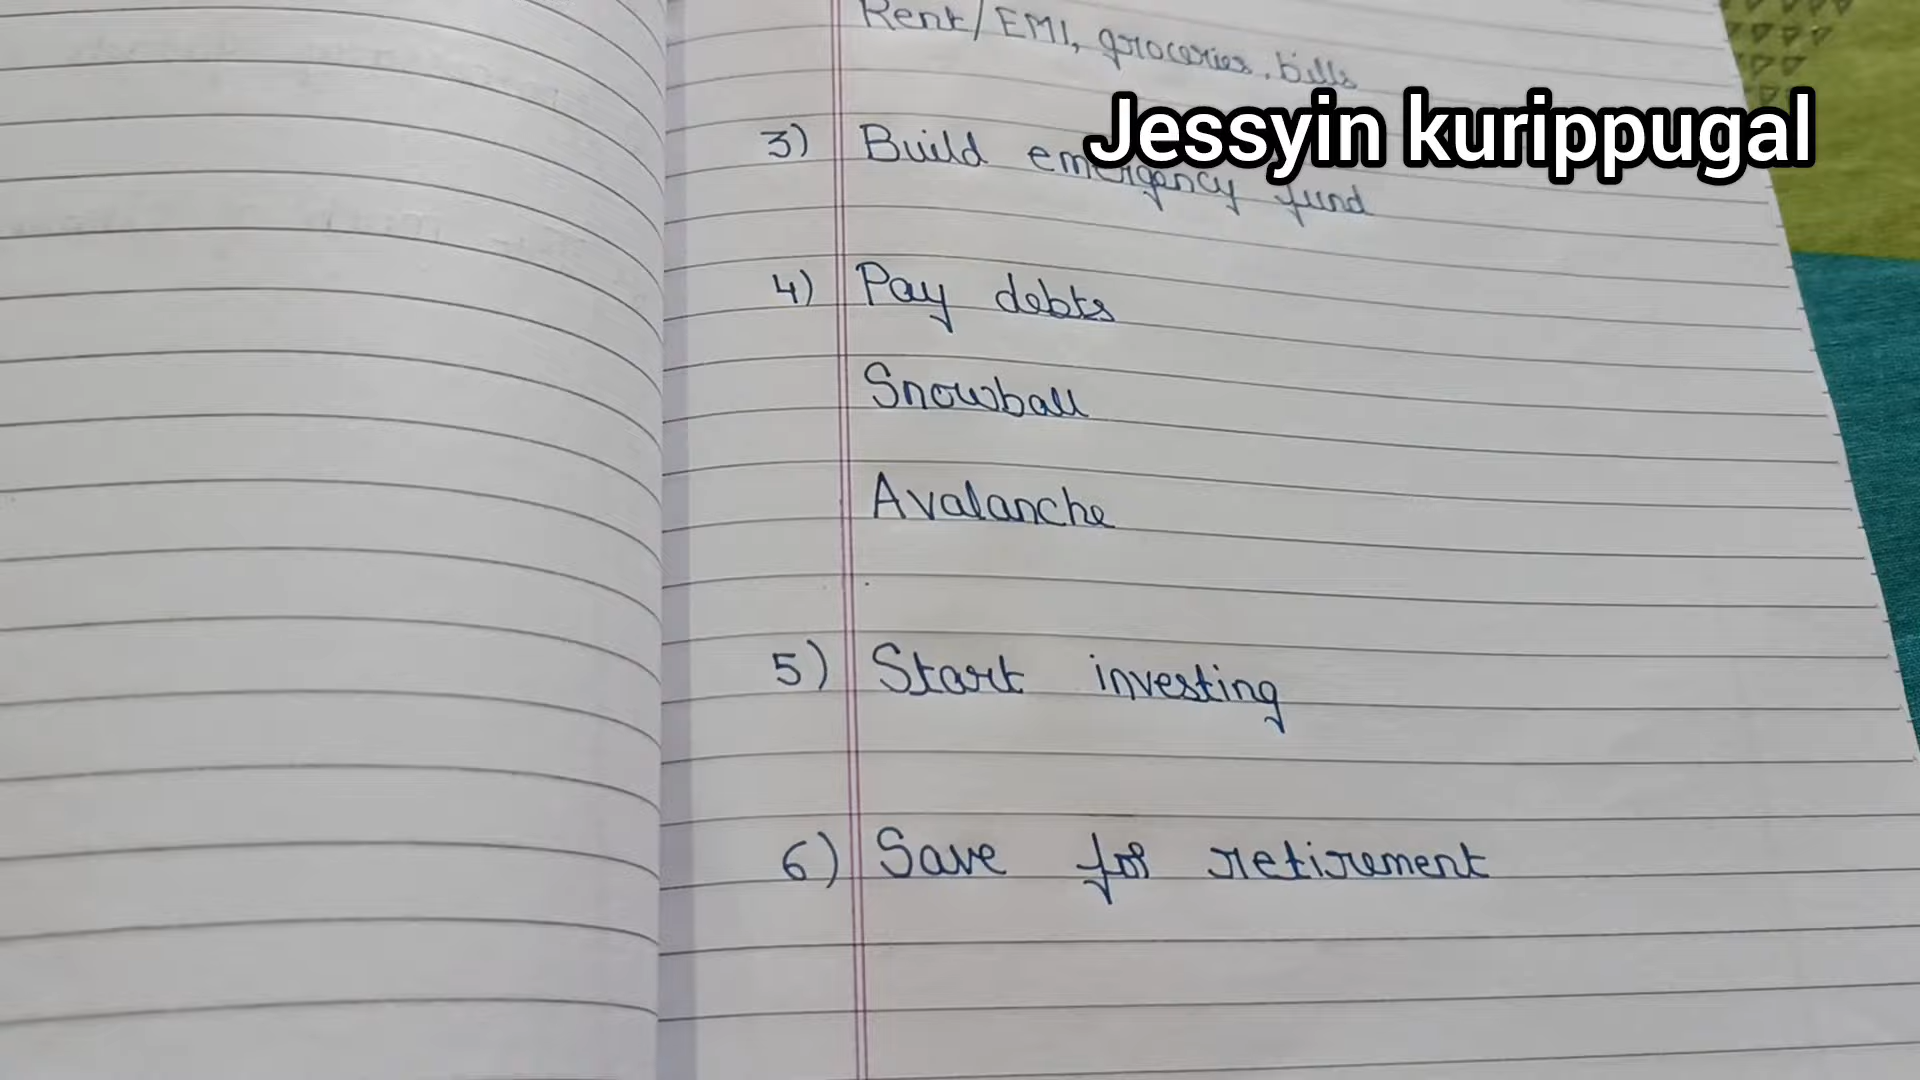 Rent/EMI, groceries, bills
Jessyin kurippugal
3) Build emergency fund
4) Pay debts
Snowball
Avalanche
5) Start investing
6) Save for retirement